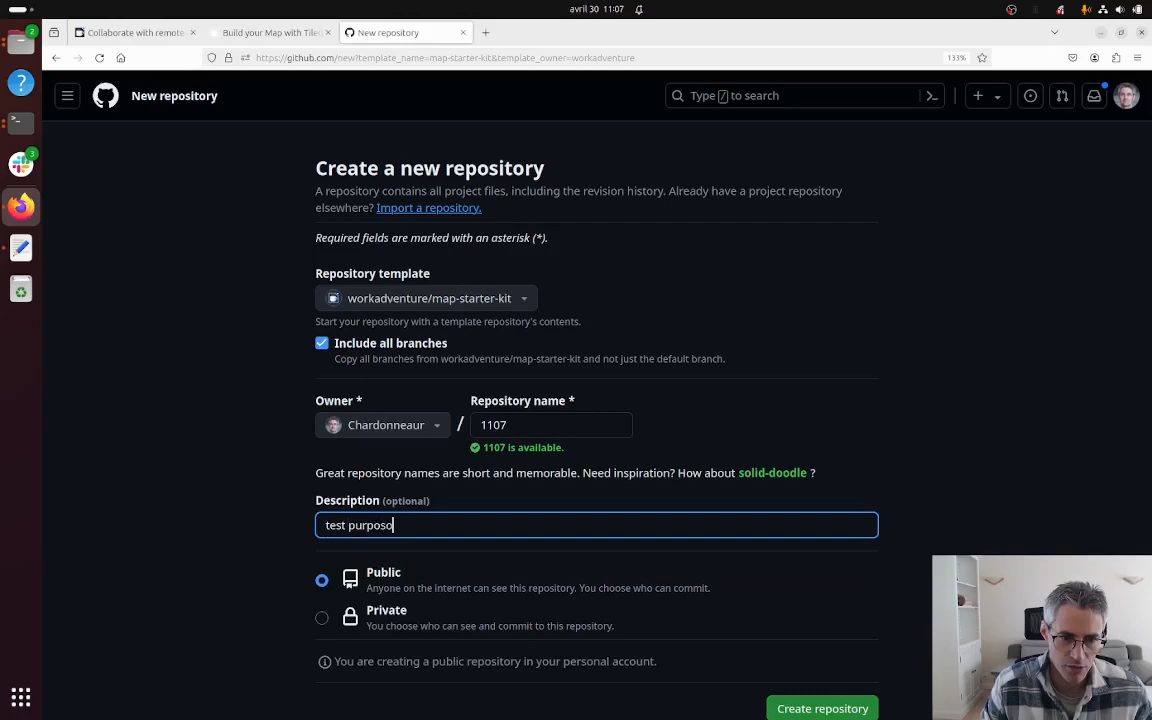 avril 30 11:07
2
3
Collaborate with remote
Build your Map with Tiled
New repository
https://github.com/new?template_name=map-starter-kit&template_owner=workadventure
133%
New repository
Type / to search
Create a new repository
A repository contains all project files, including the revision history. Already have a project repository
elsewhere? Import a repository.
Required fields are marked with an asterisk (*).
Repository template
workadventure/map-starter-kit
Start your repository with a template repository's contents.
Include all branches
Copy all branches from workadventure/map-starter-kit and not just the default branch.
Owner * Repository name *
Chardonneur / 1107
1107 is available.
Great repository names are short and memorable. Need inspiration? How about solid-doodle ?
Description (optional)
test purposo
Public
Anyone on the internet can see this repository. You choose who can commit.
Private
You choose who can see and commit to this repository.
You are creating a public repository in your personal account.
Create repository